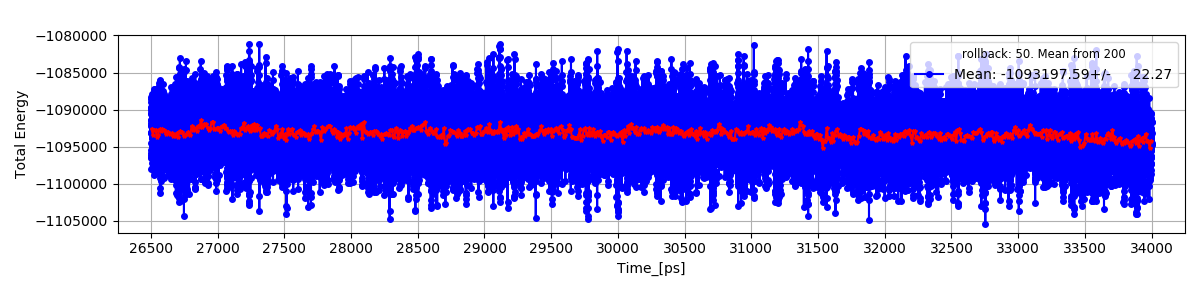 −1080000
−1085000
−1090000
−1095000
−1100000
−1105000
Total Energy
rollback: 50. Mean from 200
Mean: -1093197.59+/-     22.27
26500 27000 27500 28000 28500 29000 29500 30000 30500 31000 31500 32000 32500 33000 33500 34000
Time_[ps]